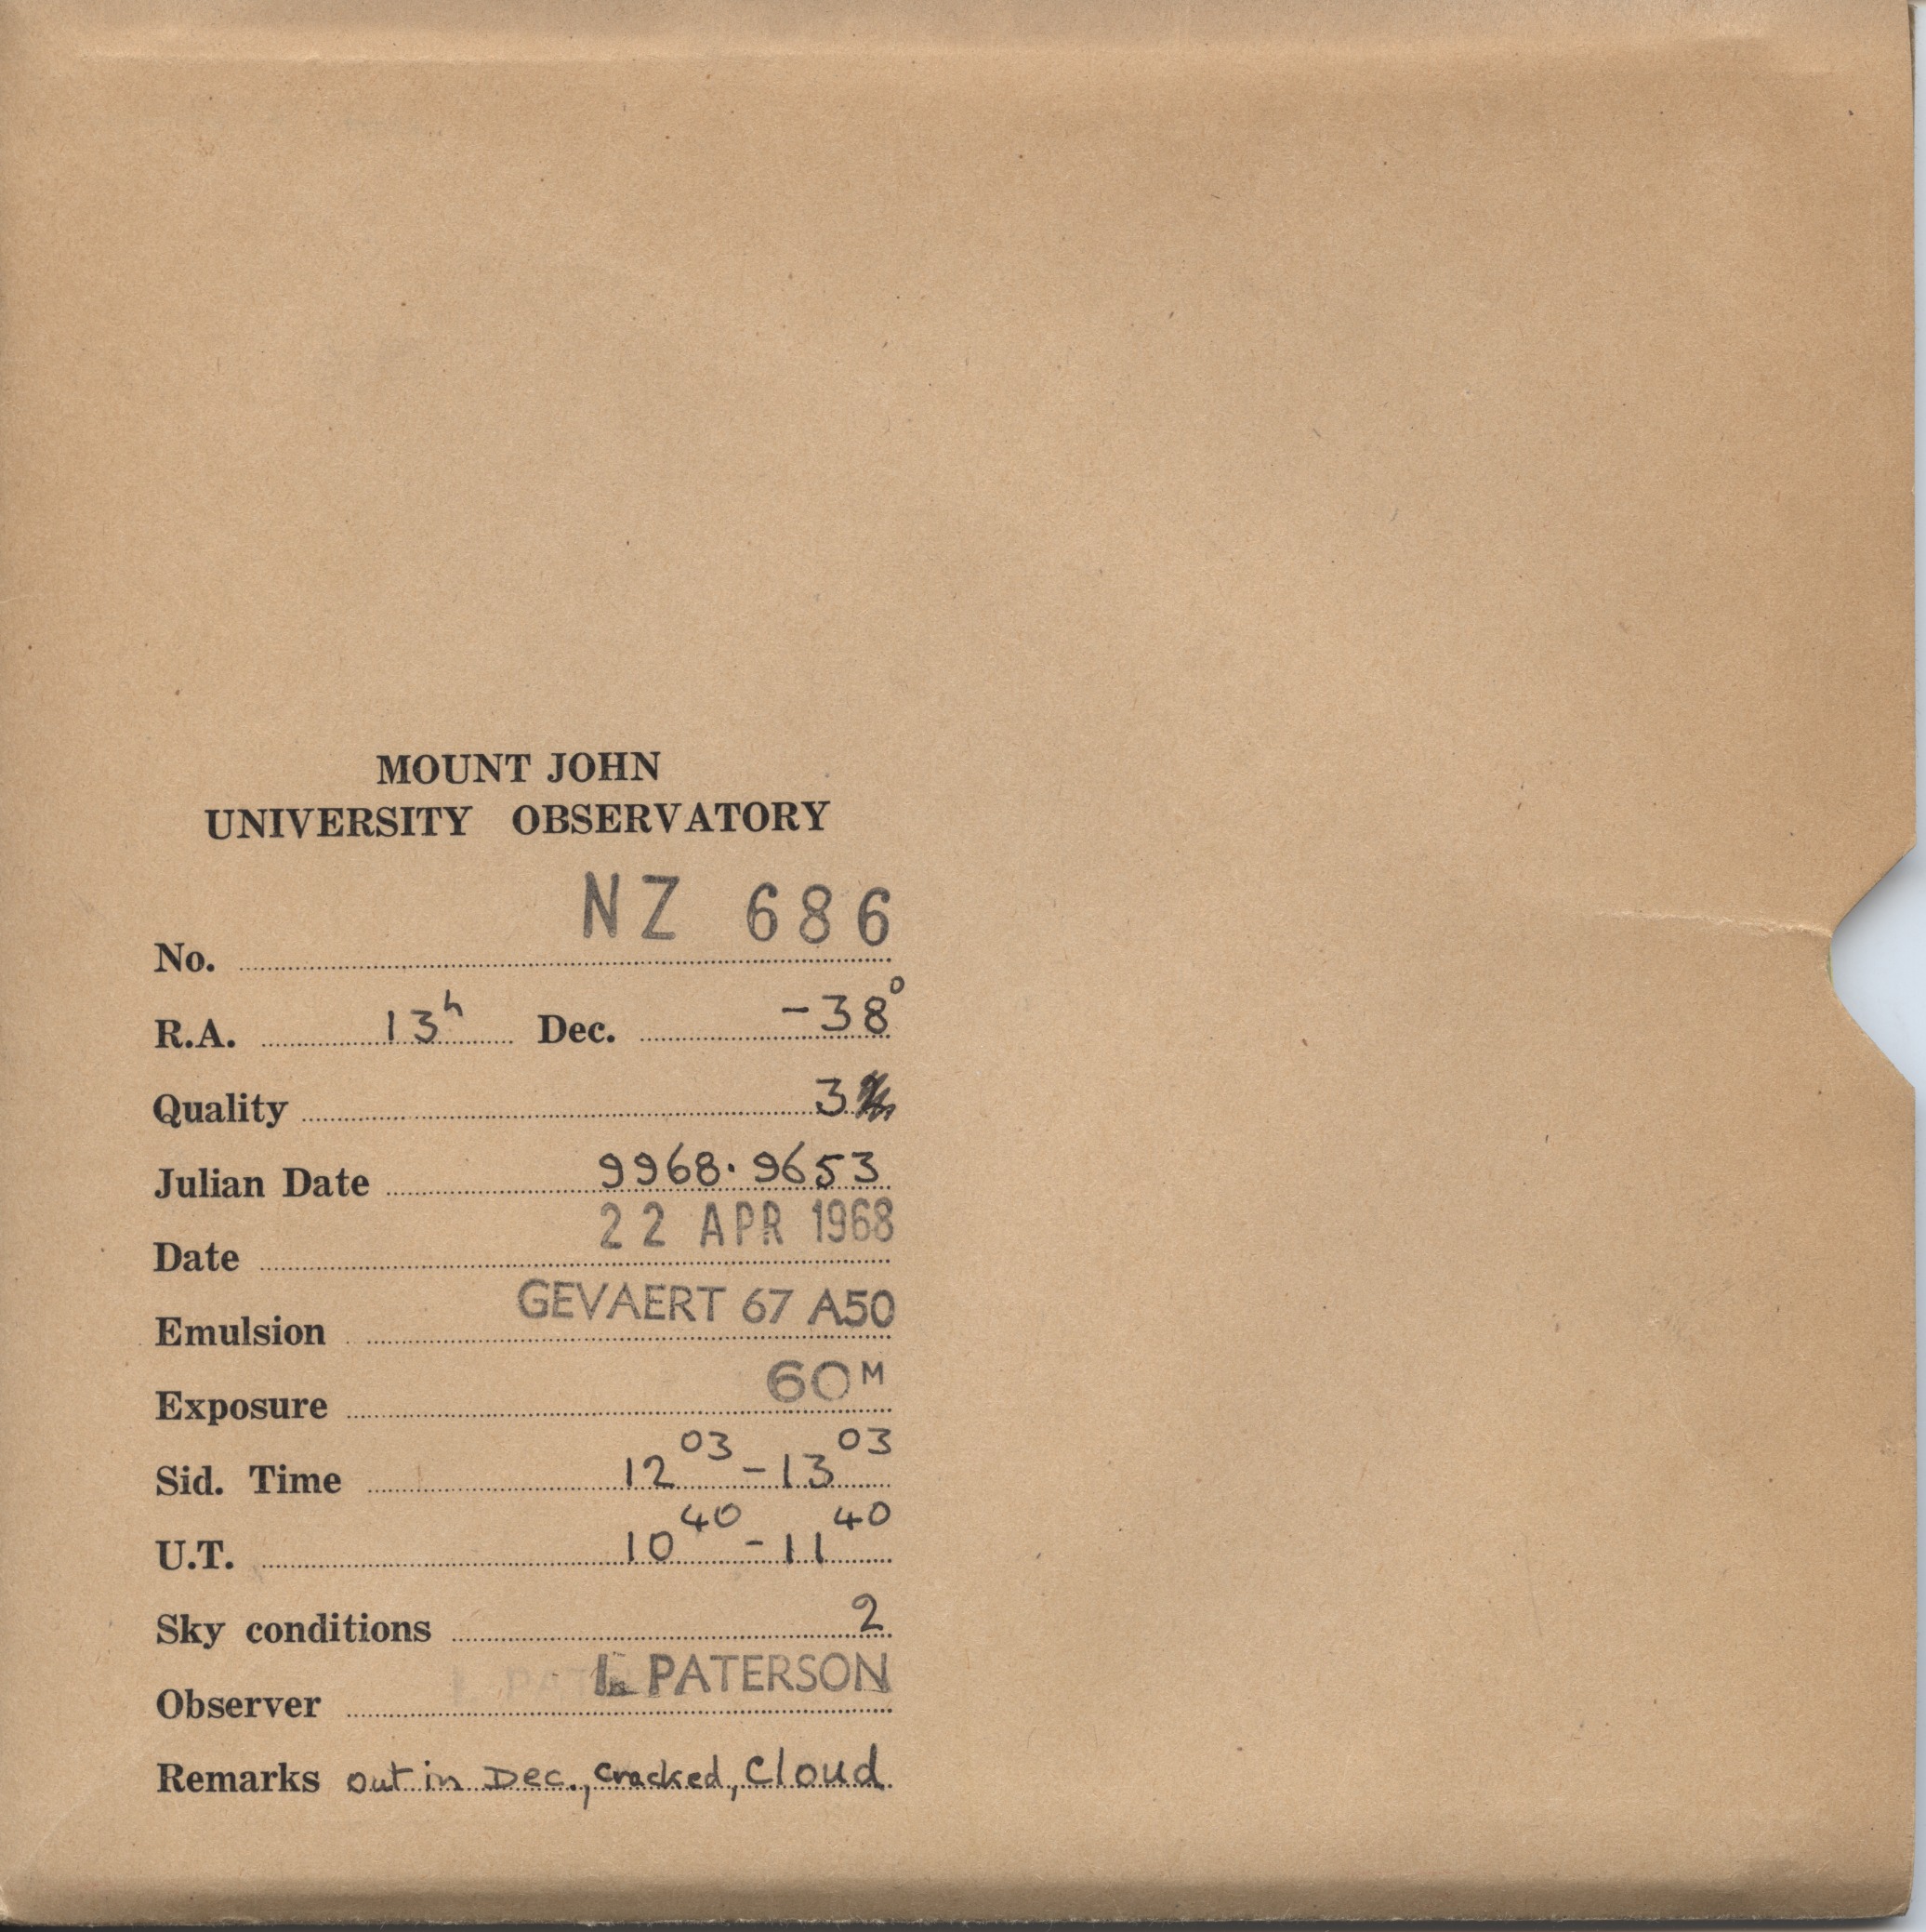 MOUNT JOHN
UNIVERSITY OBSERVATORY
No. NZ 686
R.A. 13h Dec. -38°
Quality 3
Julian Date 9968.9653
Date 22 APR 1968
Emulsion GEVAERT 67 A50
Exposure 60M
Sid. Time 12 03 - 13 03
U.T. 10 40 - 11 40
Sky conditions 2
Observer L PATERSON
Remarks out in Dec., cracked, Cloud